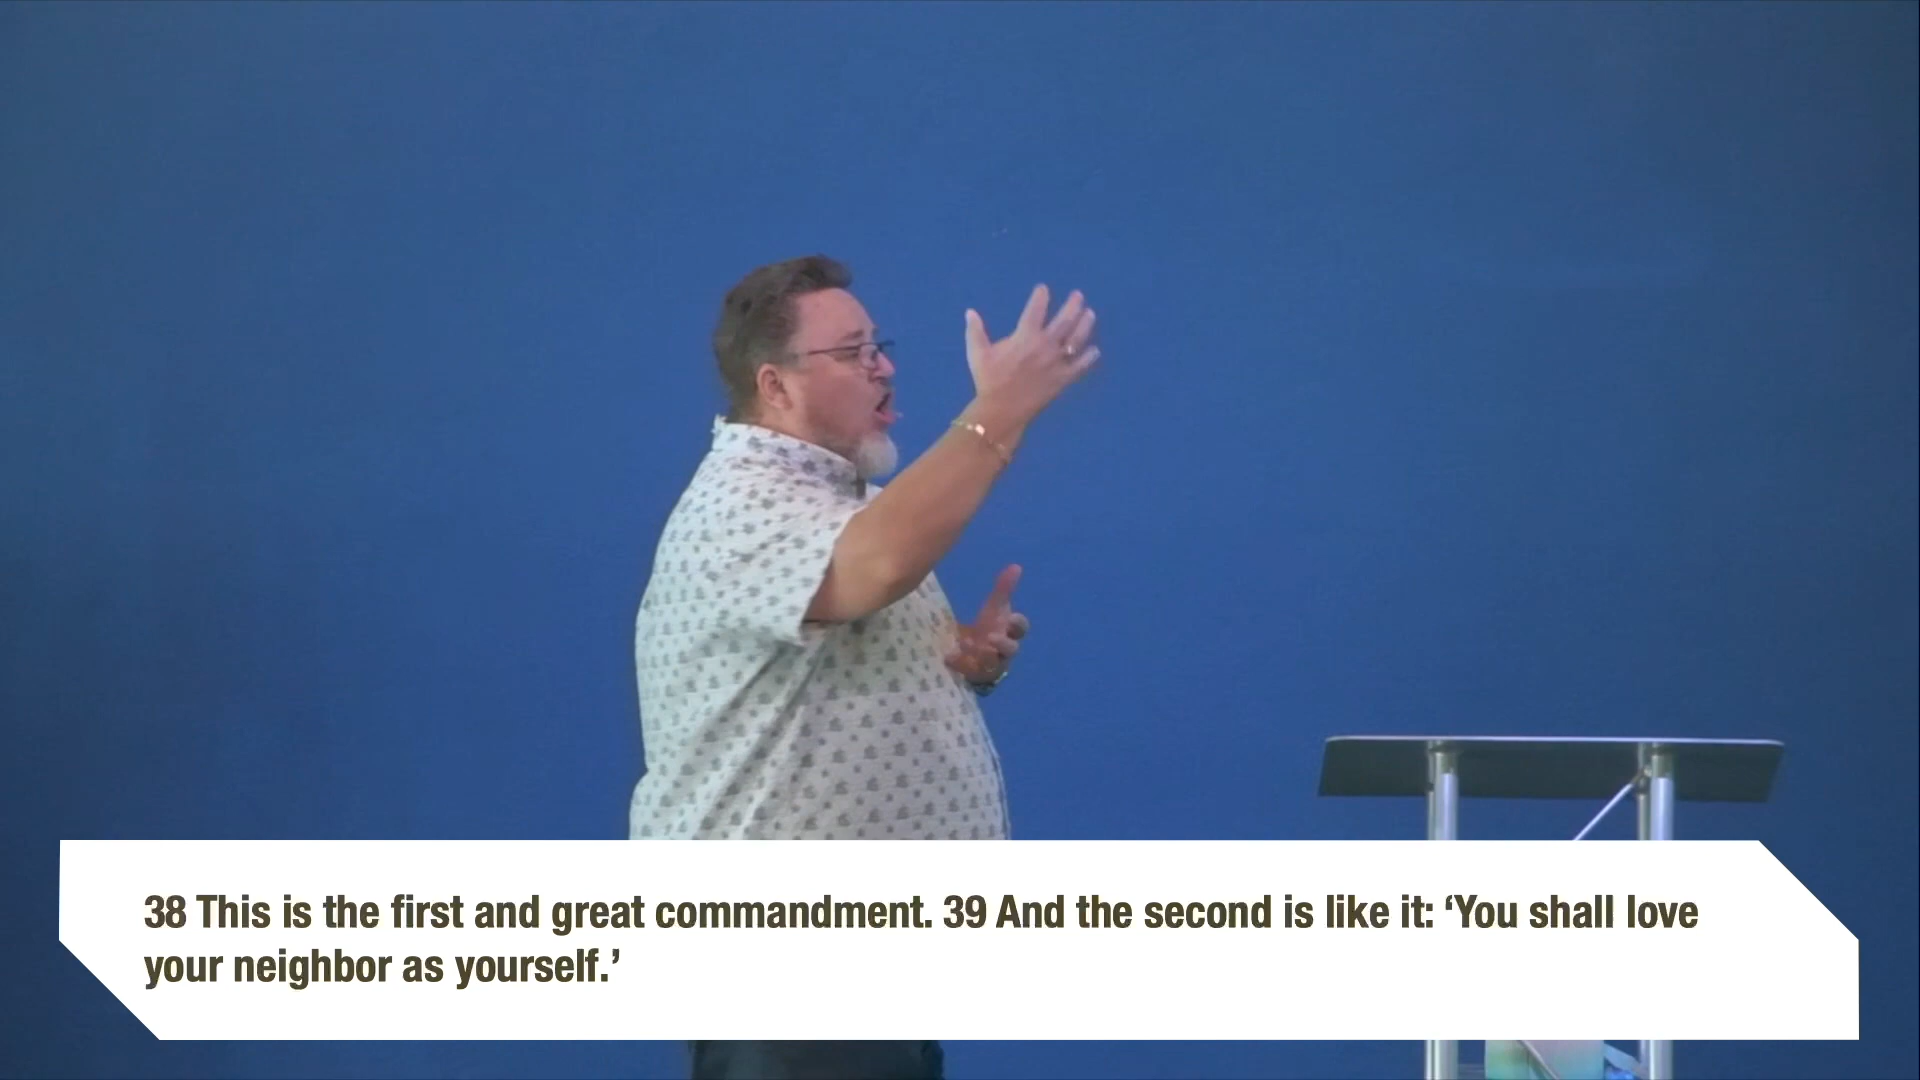 38 This is the first and great commandment. 39 And the second is like it: ‘You shall love
your neighbor as yourself.’